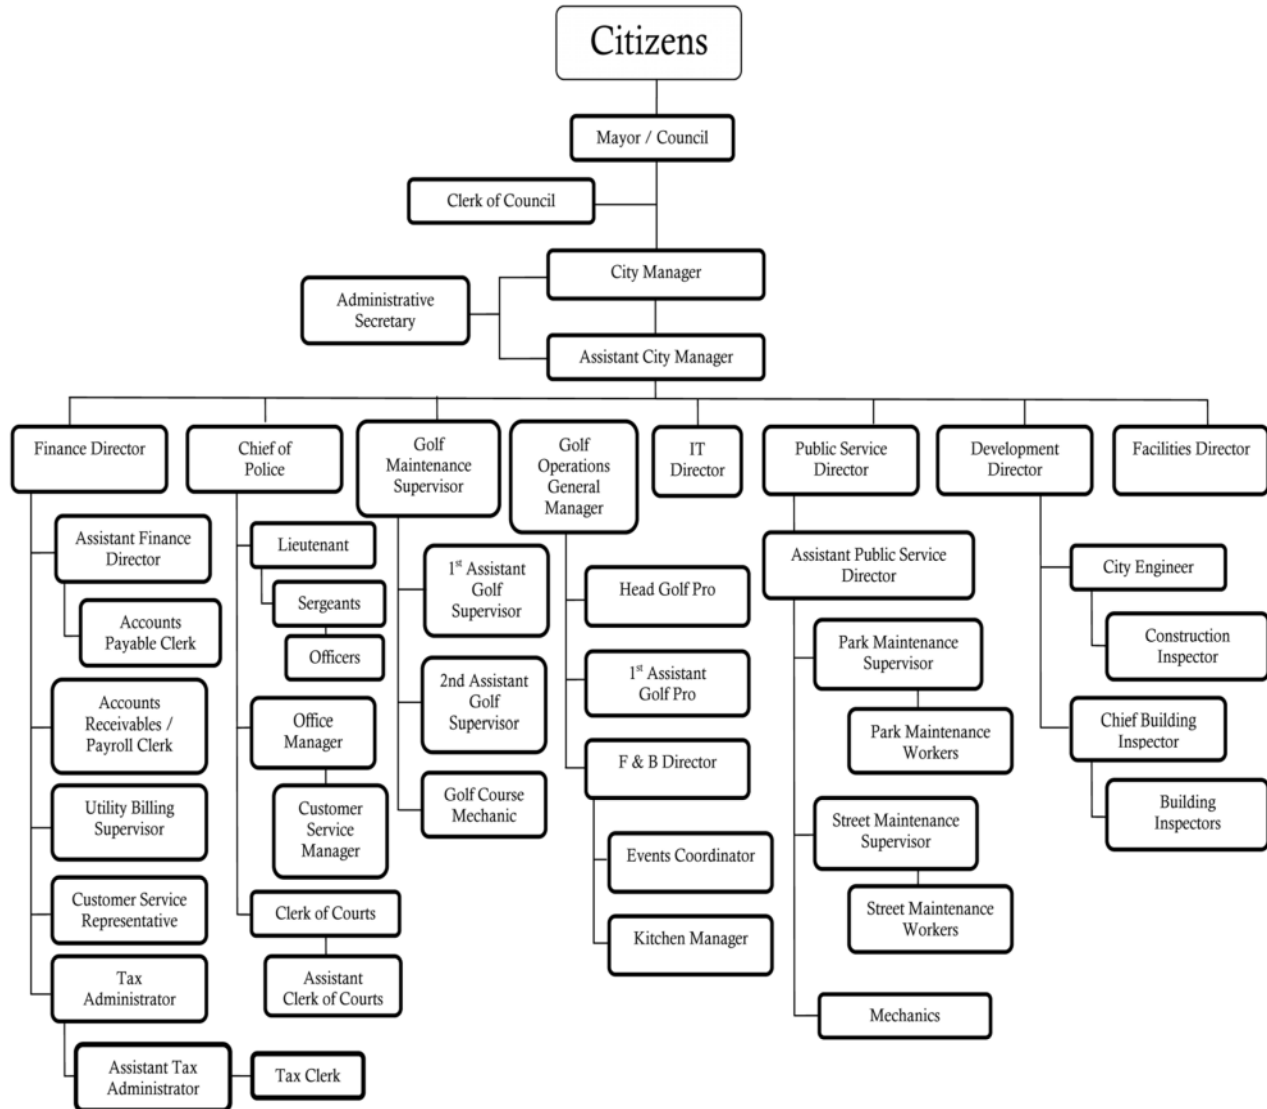 Citizens
Mayor / Council
Clerk of Council
City Manager
Administrative
Secretary
Assistant City Manager
Finance Director
Chief of
Police
Golf
Maintenance
Supervisor
Golf
Operations
General
Manager
IT
Director
Public Service
Director
Development
Director
Facilities Director
Assistant Finance
Director
Accounts
Payable Clerk
Accounts
Receivables /
Payroll Clerk
Utility Billing
Supervisor
Customer Service
Representative
Tax
Administrator
Assistant Tax
Administrator
Tax Clerk
Lieutenant
Sergeants
Officers
Office
Manager
Customer
Service
Manager
Clerk of Courts
Assistant
Clerk of Courts
1st Assistant
Golf
Supervisor
2nd Assistant
Golf
Supervisor
Golf Course
Mechanic
Head Golf Pro
1st Assistant
Golf Pro
F & B Director
Events Coordinator
Kitchen Manager
Assistant Public Service
Director
Park Maintenance
Supervisor
Park Maintenance
Workers
Street Maintenance
Supervisor
Street Maintenance
Workers
Mechanics
City Engineer
Construction
Inspector
Chief Building
Inspector
Building
Inspectors